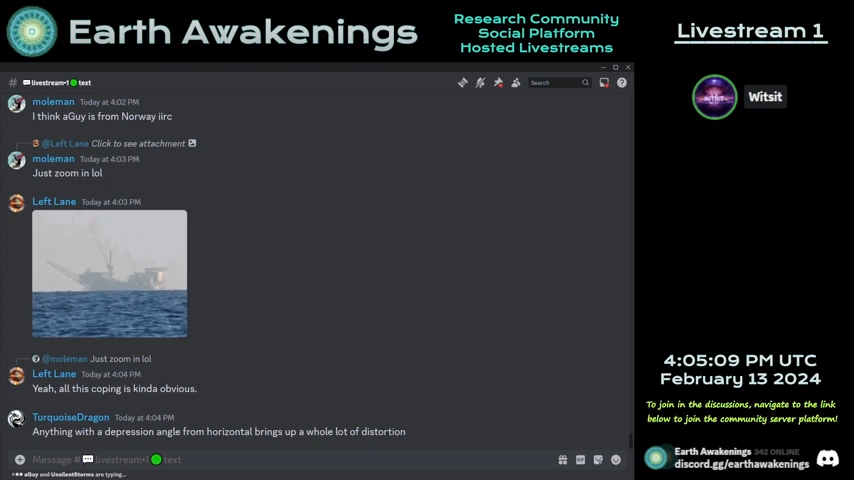 Earth Awakenings
Research Community
Social Platform
Hosted Livestreams
Livestream 1
# livestream•1 text
Search
moleman Today at 4:02 PM
I think aGuy is from Norway iirc
@Left Lane Click to see attachment
moleman Today at 4:03 PM
Just zoom in lol
Left Lane Today at 4:03 PM
@moleman Just zoom in lol
Left Lane Today at 4:04 PM
Yeah, all this coping is kinda obvious.
TurquoiseDragon Today at 4:04 PM
Anything with a depression angle from horizontal brings up a whole lot of distortion
Message # livestream•1 text
GIF
aGuy and UnsilentStorms are typing...
WITSIT
Witsit
4:05:09 PM UTC
February 13 2024
To join in the discussions, navigate to the link
below to join the community server platform!
Earth Awakenings 342 ONLINE
discord.gg/earthawakenings